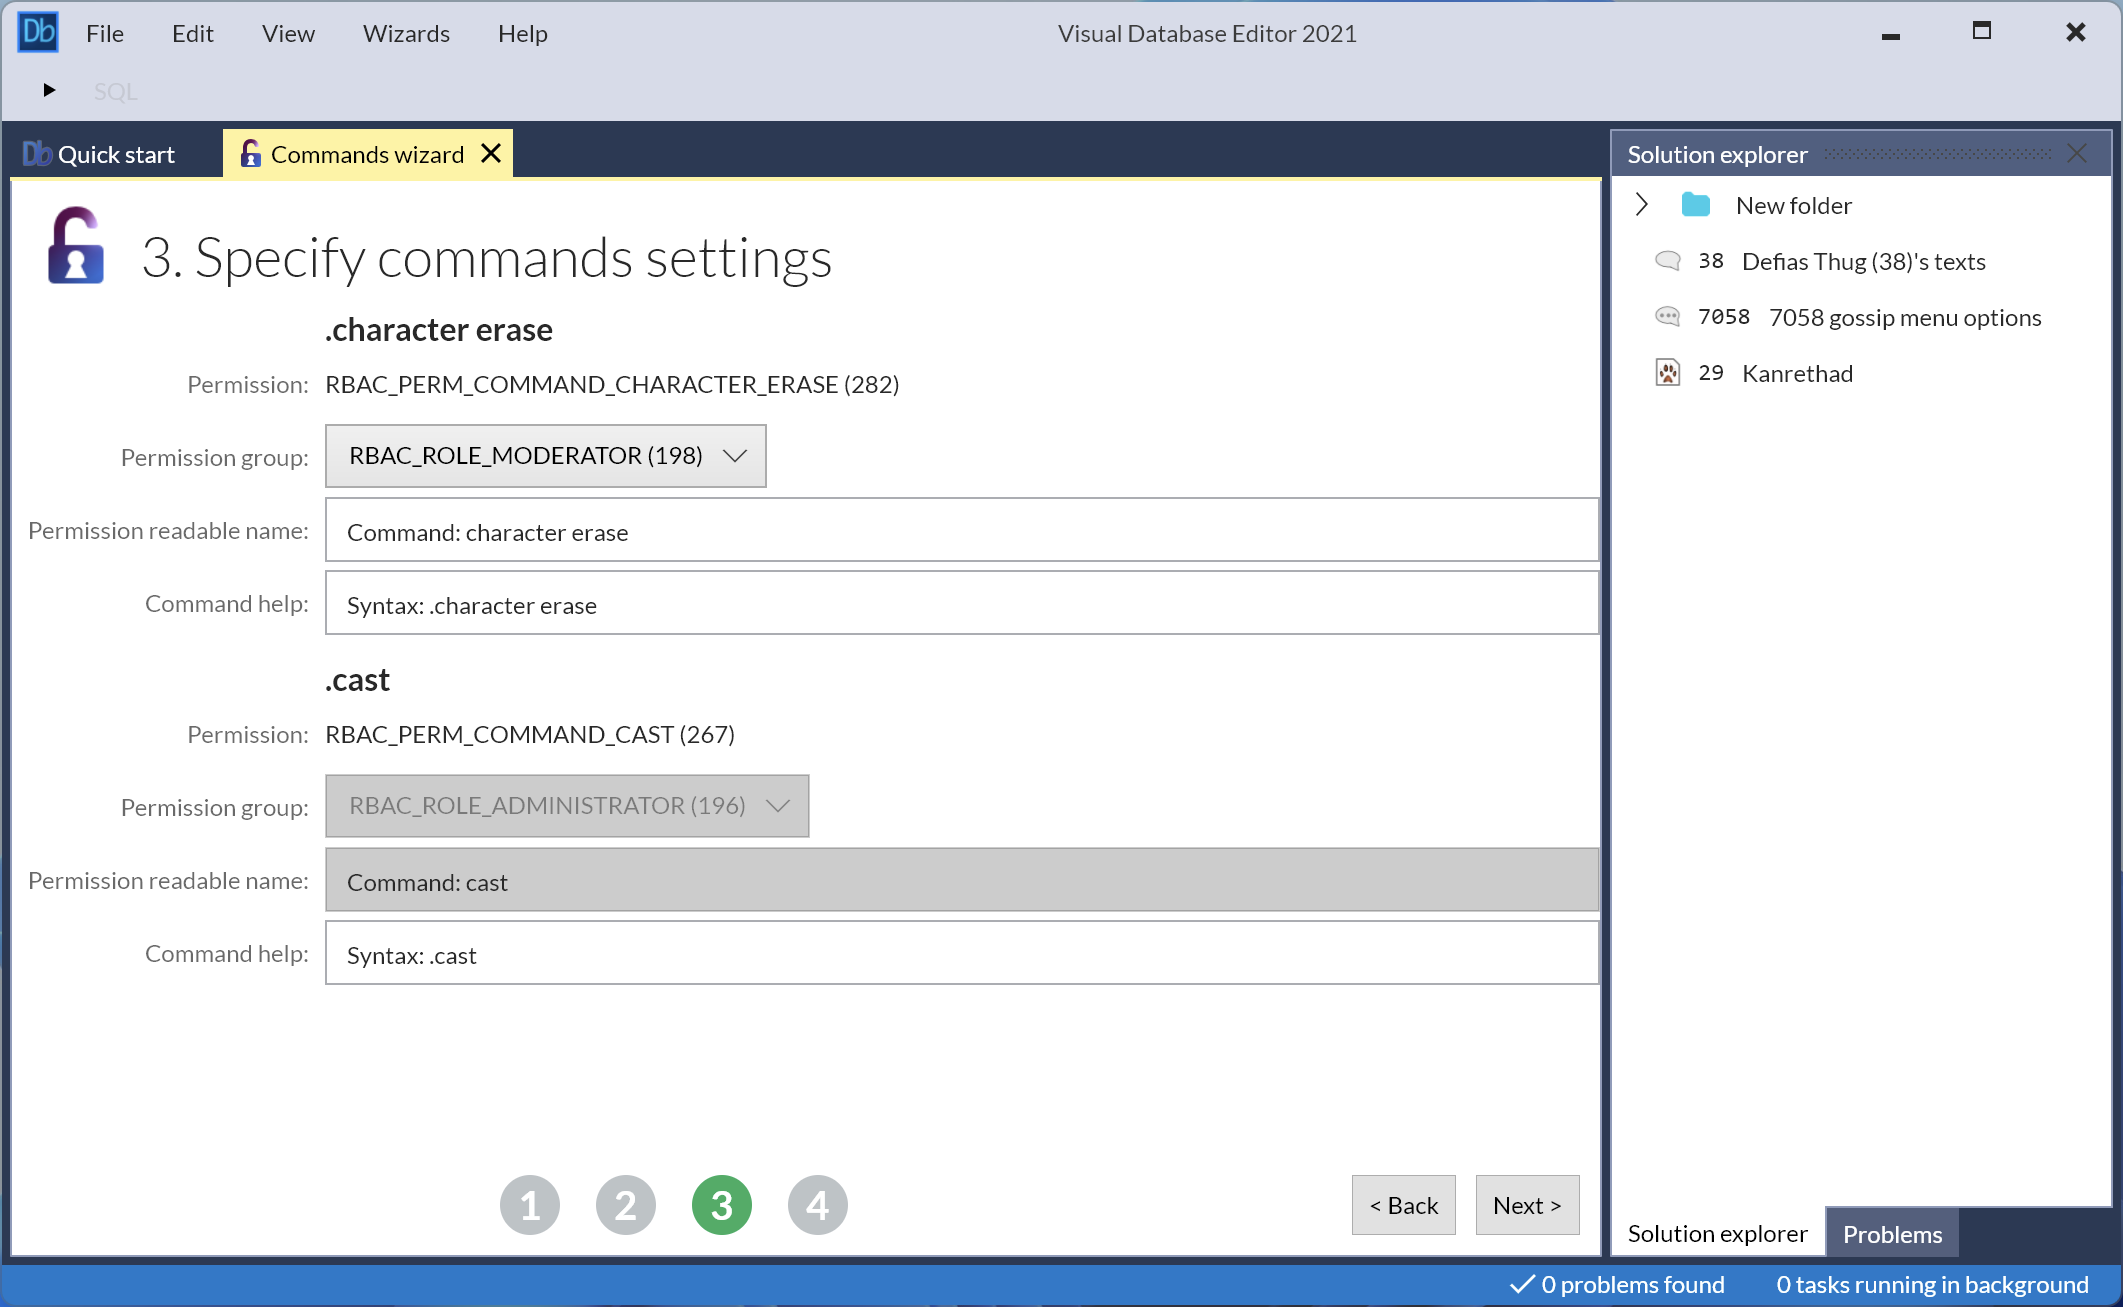 Db File Edit View Wizards Help Visual Database Editor 2021
SQL
Db Quick start Commands wizard Solution explorer
3. Specify commands settings
.character erase
Permission: RBAC_PERM_COMMAND_CHARACTER_ERASE (282)
Permission group: RBAC_ROLE_MODERATOR (198)
Permission readable name: Command: character erase
Command help: Syntax: .character erase
.cast
Permission: RBAC_PERM_COMMAND_CAST (267)
Permission group: RBAC_ROLE_ADMINISTRATOR (196)
Permission readable name: Command: cast
Command help: Syntax: .cast
1 2 3 4 < Back Next >
New folder
38 Defias Thug (38)'s texts
7058 7058 gossip menu options
29 Kanrethad
Solution explorer Problems
0 problems found 0 tasks running in background